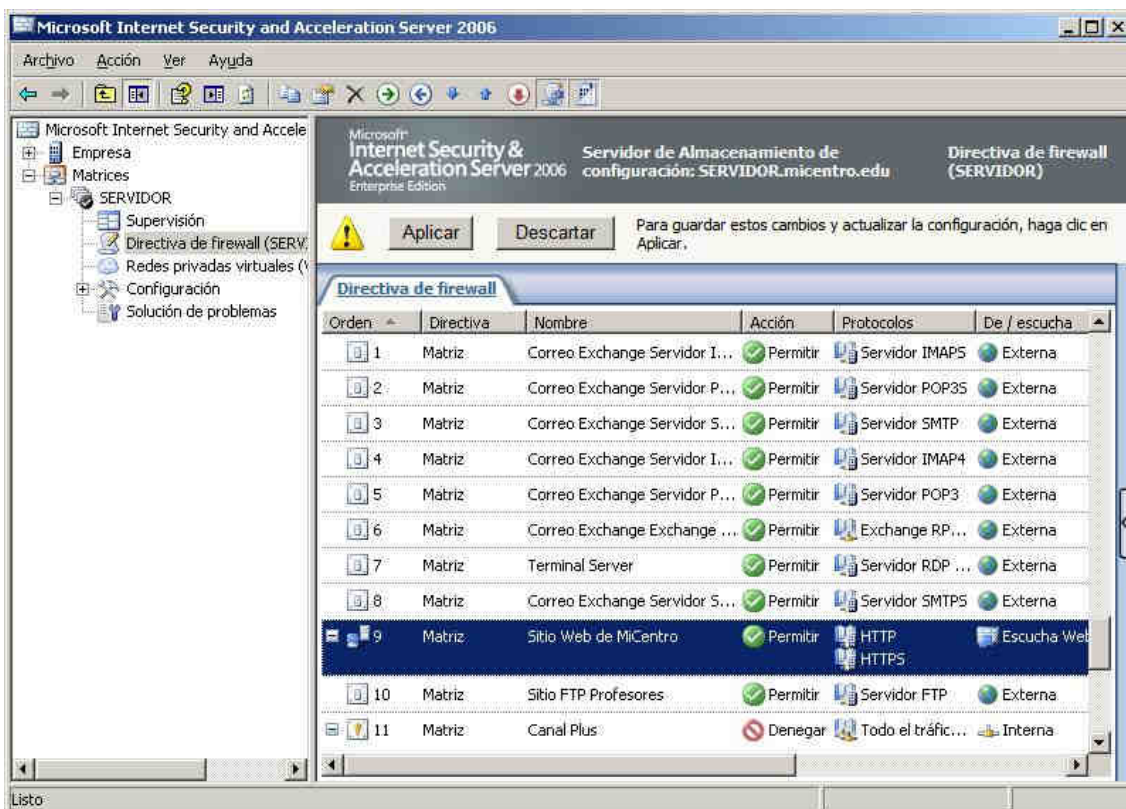 Microsoft Internet Security and Acceleration Server 2006
Archivo Acción Ver Ayuda
Microsoft Internet Security and Accele
Empresa
Matrices
SERVIDOR
Supervisión
Directiva de firewall (SERV
Redes privadas virtuales (
Configuración
Solución de problemas
Microsoft
Internet Security &
Acceleration Server 2006
Enterprise Edition
Servidor de Almacenamiento de
configuración: SERVIDOR.micentro.edu
Directiva de firewall
(SERVIDOR)
Aplicar Descartar
Para guardar estos cambios y actualizar la configuración, haga clic en
Aplicar.
Directiva de firewall
Orden Directiva Nombre Acción Protocolos De / escucha
1 Matriz Correo Exchange Servidor I... Permitir Servidor IMAPS Externa
2 Matriz Correo Exchange Servidor P... Permitir Servidor POP3S Externa
3 Matriz Correo Exchange Servidor S... Permitir Servidor SMTP Externa
4 Matriz Correo Exchange Servidor I... Permitir Servidor IMAP4 Externa
5 Matriz Correo Exchange Servidor P... Permitir Servidor POP3 Externa
6 Matriz Correo Exchange Exchange ... Permitir Exchange RP... Externa
7 Matriz Terminal Server Permitir Servidor RDP ... Externa
8 Matriz Correo Exchange Servidor S... Permitir Servidor SMTPS Externa
9 Matriz Sitio Web de MiCentro Permitir HTTP Escucha Web
HTTPS
10 Matriz Sitio FTP Profesores Permitir Servidor FTP Externa
11 Matriz Canal Plus Denegar Todo el tráfic... Interna
Listo